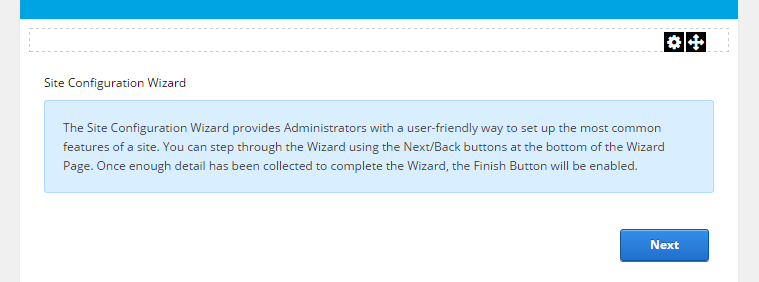 Site Configuration Wizard
The Site Configuration Wizard provides Administrators with a user-friendly way to set up the most common
features of a site. You can step through the Wizard using the Next/Back buttons at the bottom of the Wizard
Page. Once enough detail has been collected to complete the Wizard, the Finish Button will be enabled.
Next